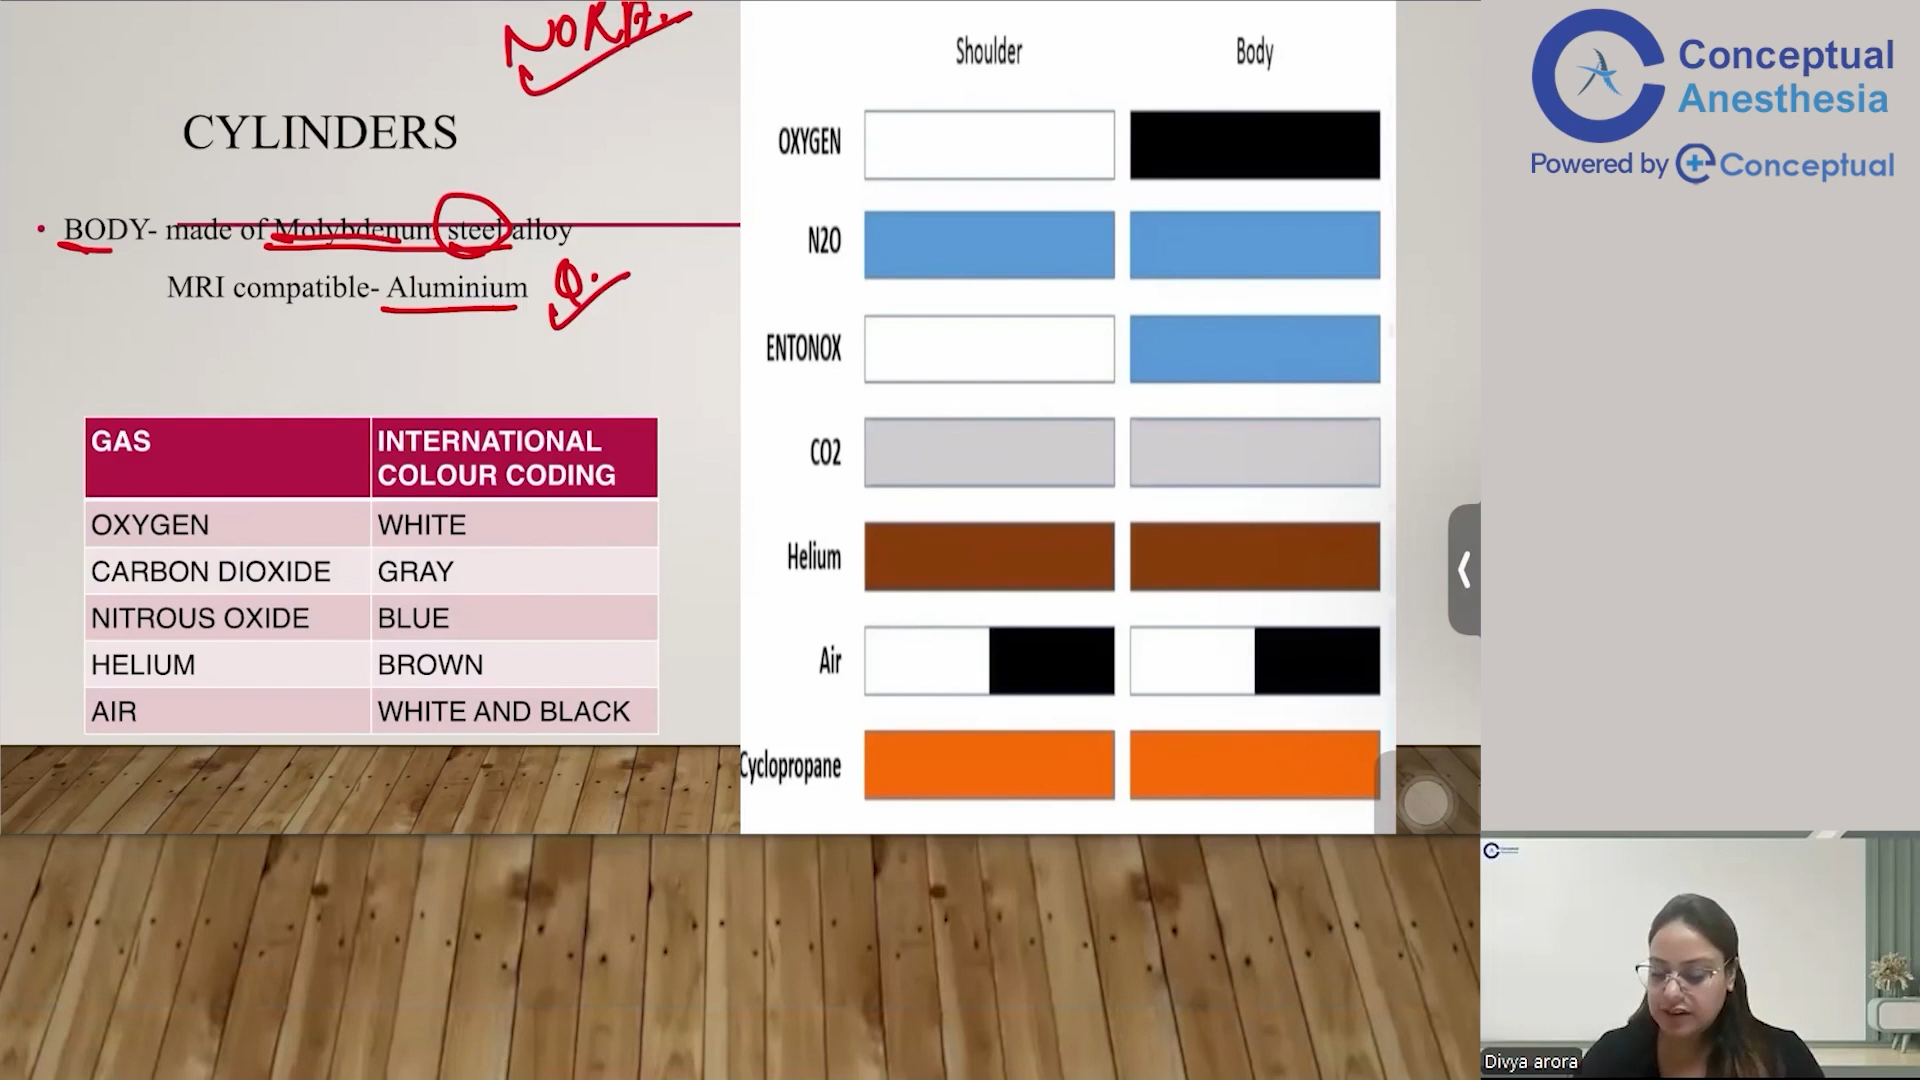 NORA.
CYLINDERS
• BODY- made of Molybdenum steel alloy
MRI compatible- Aluminium Q.
GAS INTERNATIONAL COLOUR CODING
OXYGEN WHITE
CARBON DIOXIDE GRAY
NITROUS OXIDE BLUE
HELIUM BROWN
AIR WHITE AND BLACK
Shoulder Body
OXYGEN
N2O
ENTONOX
CO2
Helium
Air
Cyclopropane
Conceptual
Anesthesia
Powered by Conceptual
Divya arora